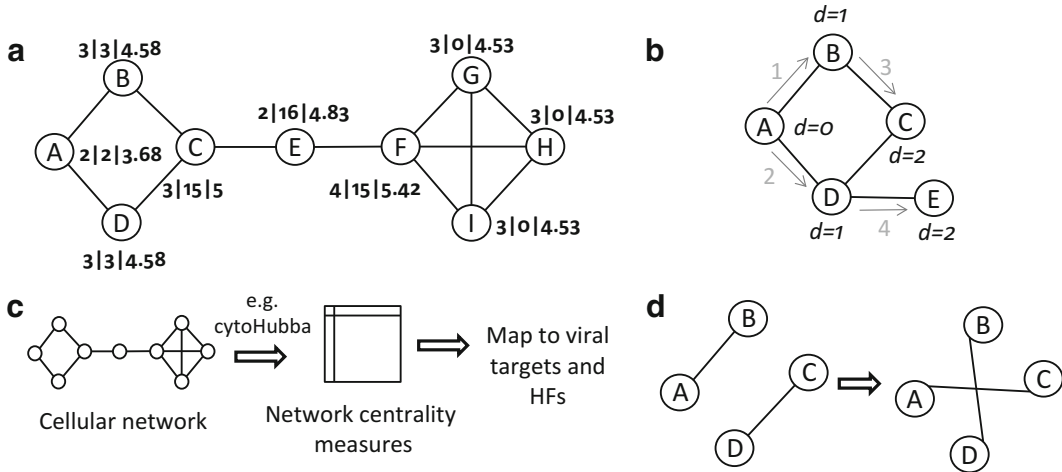 a
3|3|4.58
B
A
2|2|3.68
C
3|15|5
D
3|3|4.58
2|16|4.83
E
F
4|15|5.42
3|0|4.53
G
3|0|4.53
H
I
3|0|4.53
b
d=1
B
1
3
A
d=0
C
d=2
2
D
d=1
4
E
d=2
c
e.g.
cytoHubba
Cellular network
Network centrality
measures
Map to viral
targets and
HFs
d
B
A
C
D
B
A
C
D